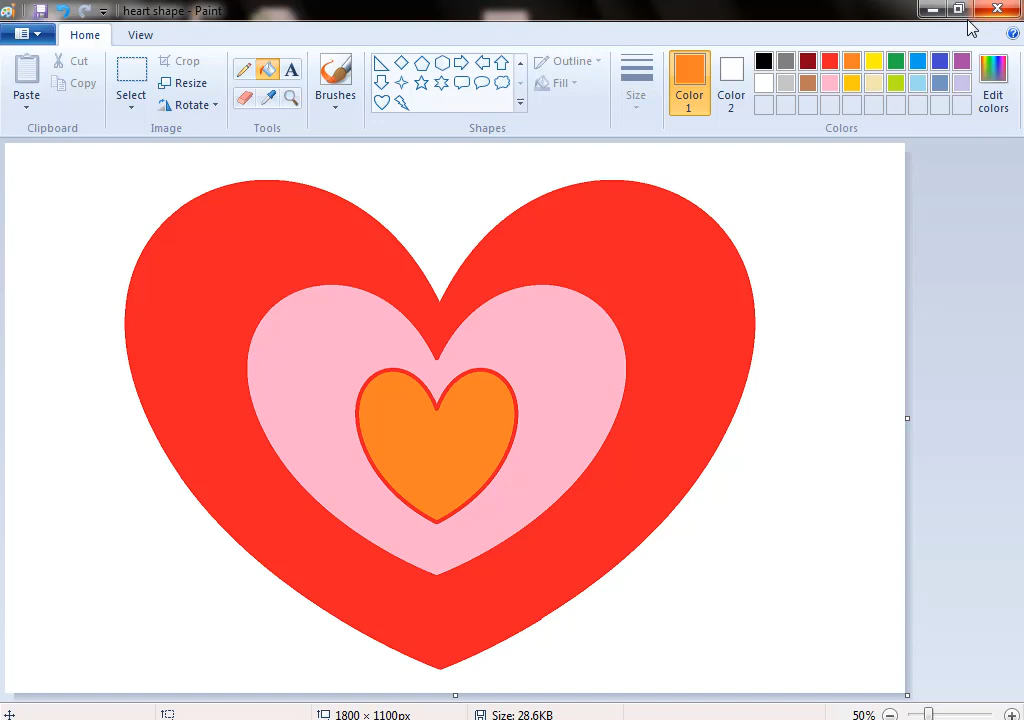 heart shape - Paint
Home View
Paste
Cut
Copy
Select
Crop
Resize
Rotate
A
Brushes
Outline
Fill
Size
Color 1
Color 2
Edit colors
Clipboard Image Tools Shapes Colors
1800 × 1100px Size: 28.6KB 50%